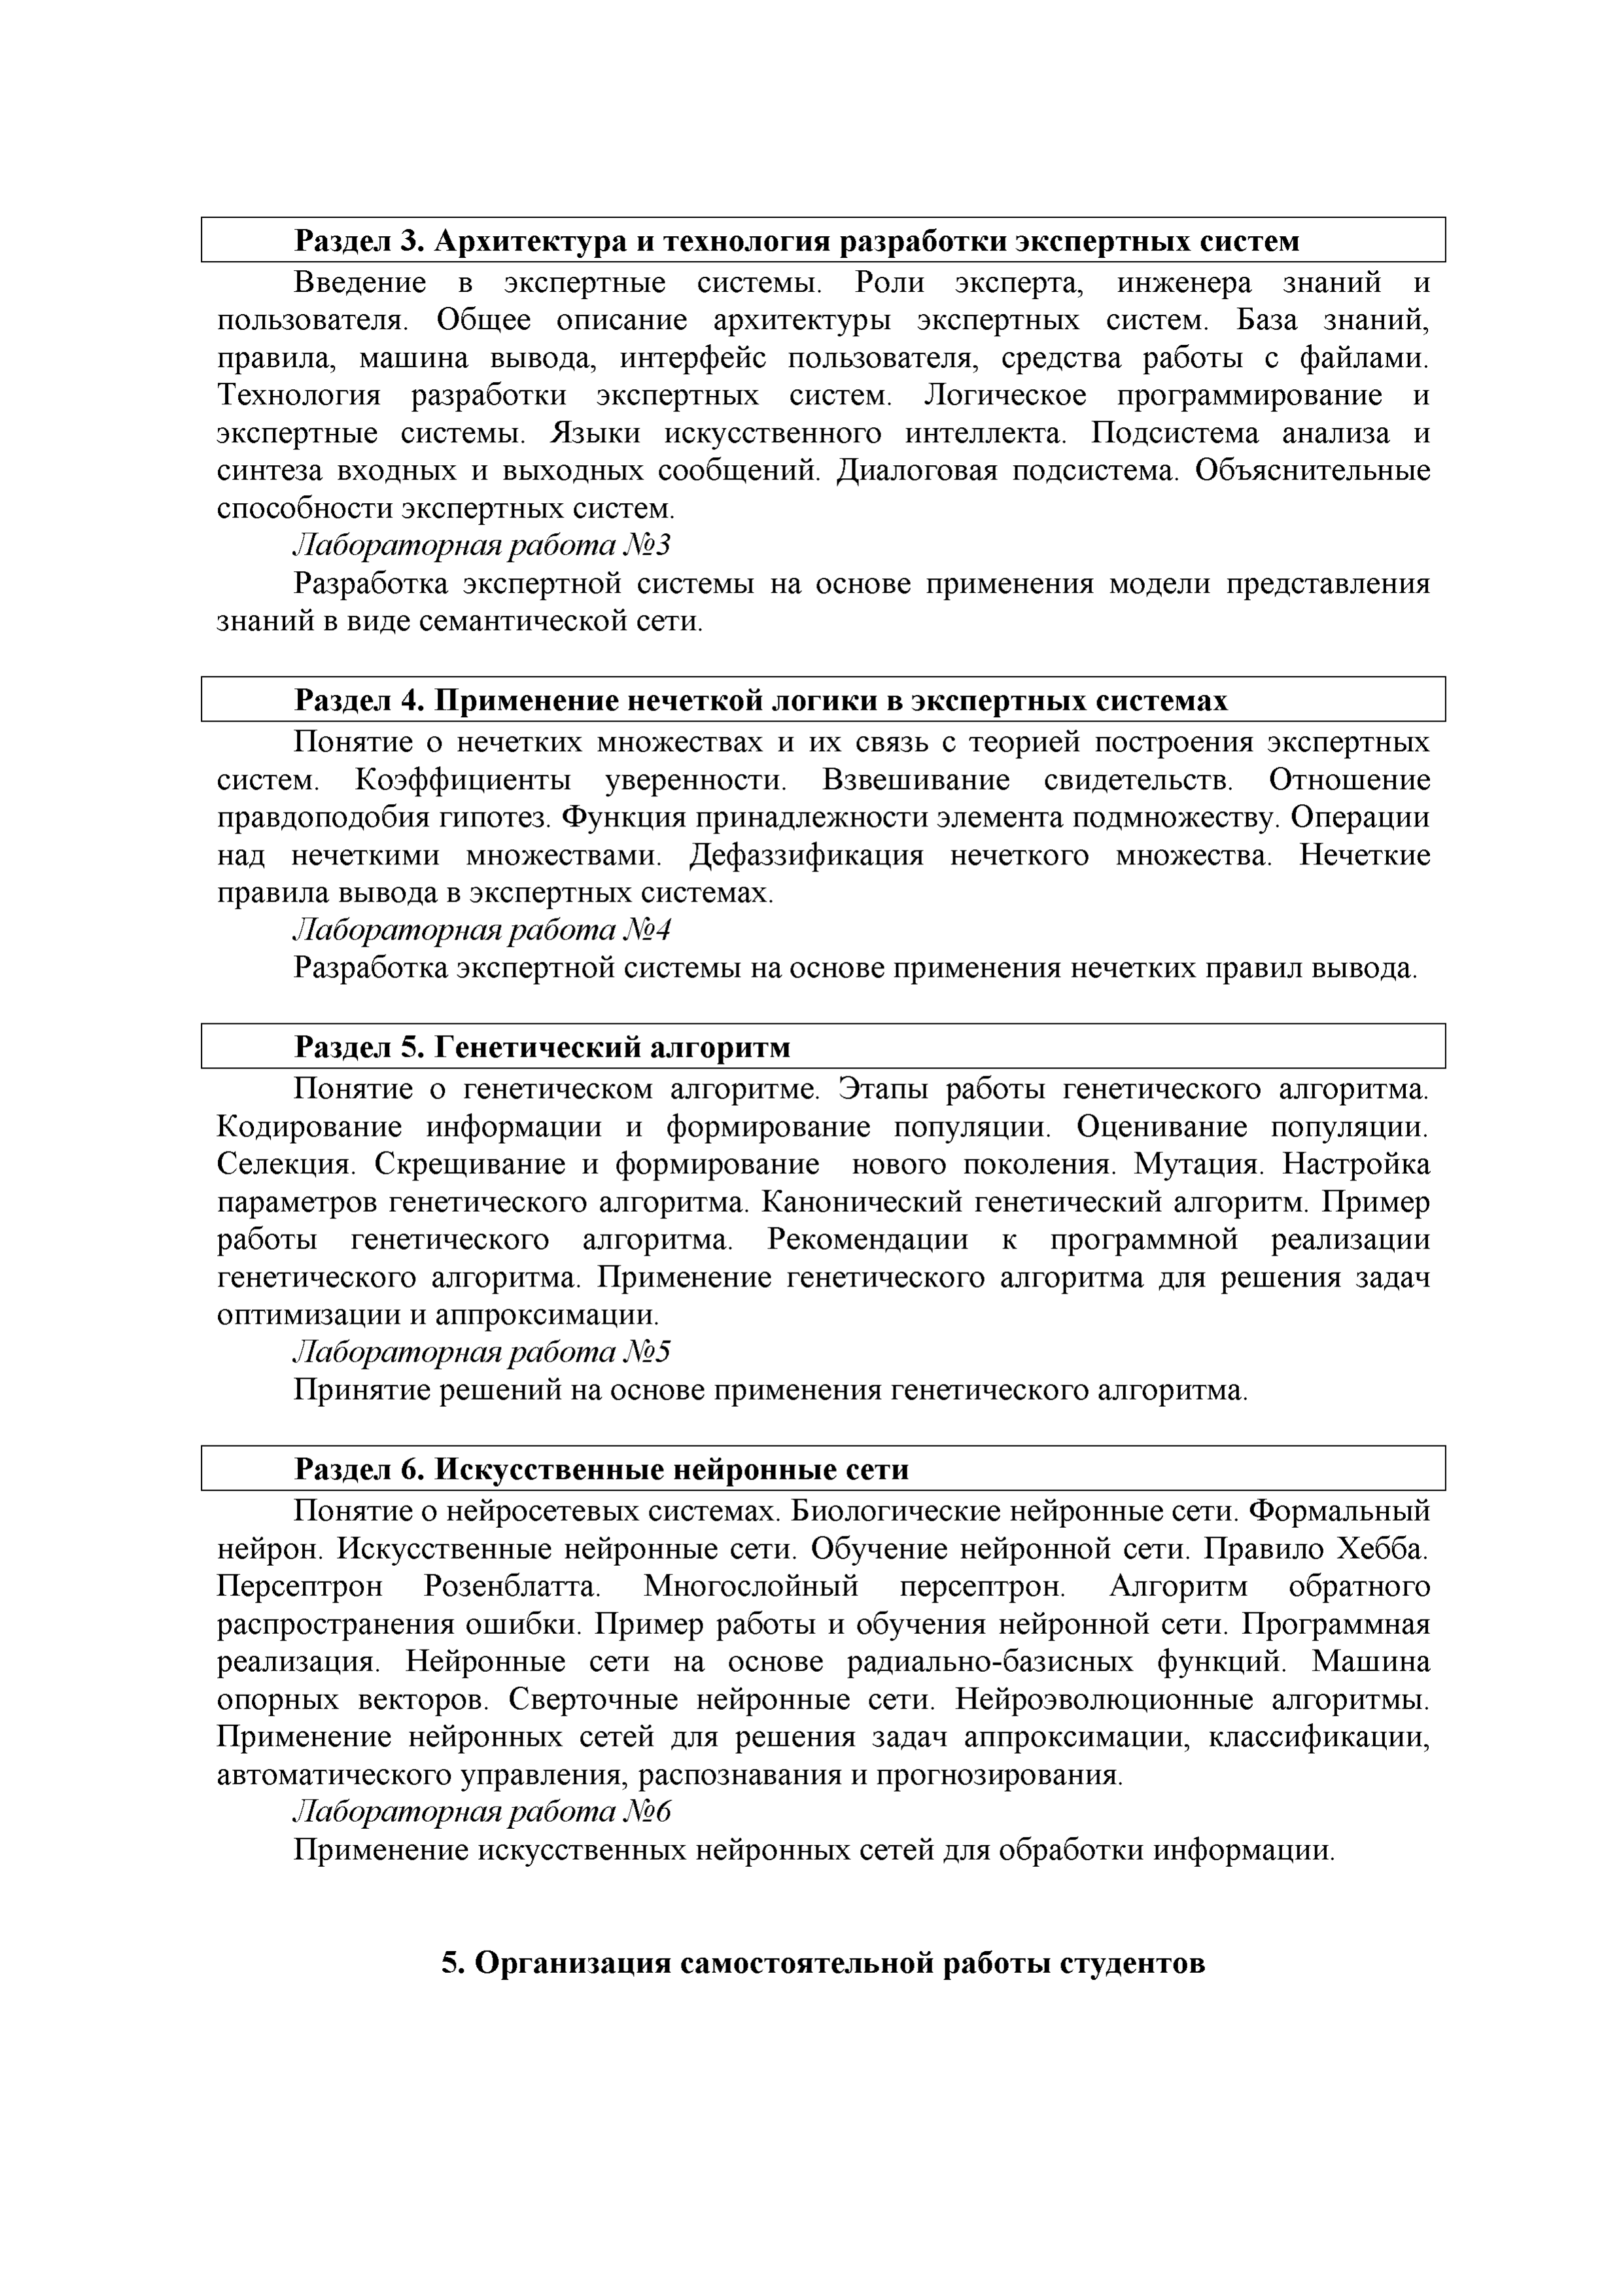 Раздел 3. Архитектура и технология разработки экспертных систем
Введение в экспертные системы. Роли эксперта, инженера знаний и
пользователя. Общее описание архитектуры экспертных систем. База знаний,
правила, машина вывода, интерфейс пользователя, средства работы с файлами.
Технология разработки экспертных систем. Логическое программирование и
экспертные системы. Языки искусственного интеллекта. Подсистема анализа и
синтеза входных и выходных сообщений. Диалоговая подсистема. Объяснительные
способности экспертных систем.
Лабораторная работа №3
Разработка экспертной системы на основе применения модели представления
знаний в виде семантической сети.
Раздел 4. Применение нечеткой логики в экспертных системах
Понятие о нечетких множествах и их связь с теорией построения экспертных
систем. Коэффициенты уверенности. Взвешивание свидетельств. Отношение
правдоподобия гипотез. Функция принадлежности элемента подмножеству. Операции
над нечеткими множествами. Дефаззификация нечеткого множества. Нечеткие
правила вывода в экспертных системах.
Лабораторная работа №4
Разработка экспертной системы на основе применения нечетких правил вывода.
Раздел 5. Генетический алгоритм
Понятие о генетическом алгоритме. Этапы работы генетического алгоритма.
Кодирование информации и формирование популяции. Оценивание популяции.
Селекция. Скрещивание и формирование нового поколения. Мутация. Настройка
параметров генетического алгоритма. Канонический генетический алгоритм. Пример
работы генетического алгоритма. Рекомендации к программной реализации
генетического алгоритма. Применение генетического алгоритма для решения задач
оптимизации и аппроксимации.
Лабораторная работа №5
Принятие решений на основе применения генетического алгоритма.
Раздел 6. Искусственные нейронные сети
Понятие о нейросетевых системах. Биологические нейронные сети. Формальный
нейрон. Искусственные нейронные сети. Обучение нейронной сети. Правило Хебба.
Персептрон Розенблатта. Многослойный персептрон. Алгоритм обратного
распространения ошибки. Пример работы и обучения нейронной сети. Программная
реализация. Нейронные сети на основе радиально-базисных функций. Машина
опорных векторов. Сверточные нейронные сети. Нейроэволюционные алгоритмы.
Применение нейронных сетей для решения задач аппроксимации, классификации,
автоматического управления, распознавания и прогнозирования.
Лабораторная работа №6
Применение искусственных нейронных сетей для обработки информации.
5. Организация самостоятельной работы студентов